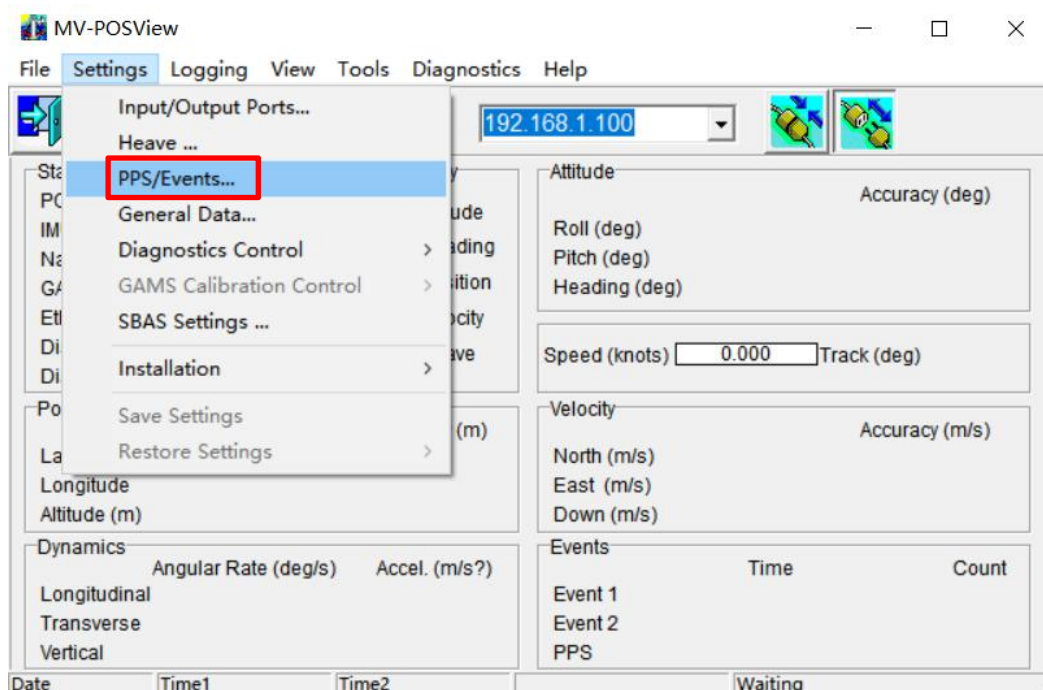 MV-POSView
File Settings Logging View Tools Diagnostics Help
192.168.1.100
Input/Output Ports...
Heave ...
PPS/Events...
General Data...
Diagnostics Control
GAMS Calibration Control
SBAS Settings ...
Installation
Save Settings
Restore Settings
Attitude
Accuracy (deg)
Roll (deg)
Pitch (deg)
Heading (deg)
Speed (knots) 0.000 Track (deg)
(m)
Longitude
Altitude (m)
Velocity
Accuracy (m/s)
North (m/s)
East (m/s)
Down (m/s)
Dynamics
Angular Rate (deg/s) Accel. (m/s?)
Longitudinal
Transverse
Vertical
Events
Time Count
Event 1
Event 2
PPS
Date Time1 Time2 Waiting